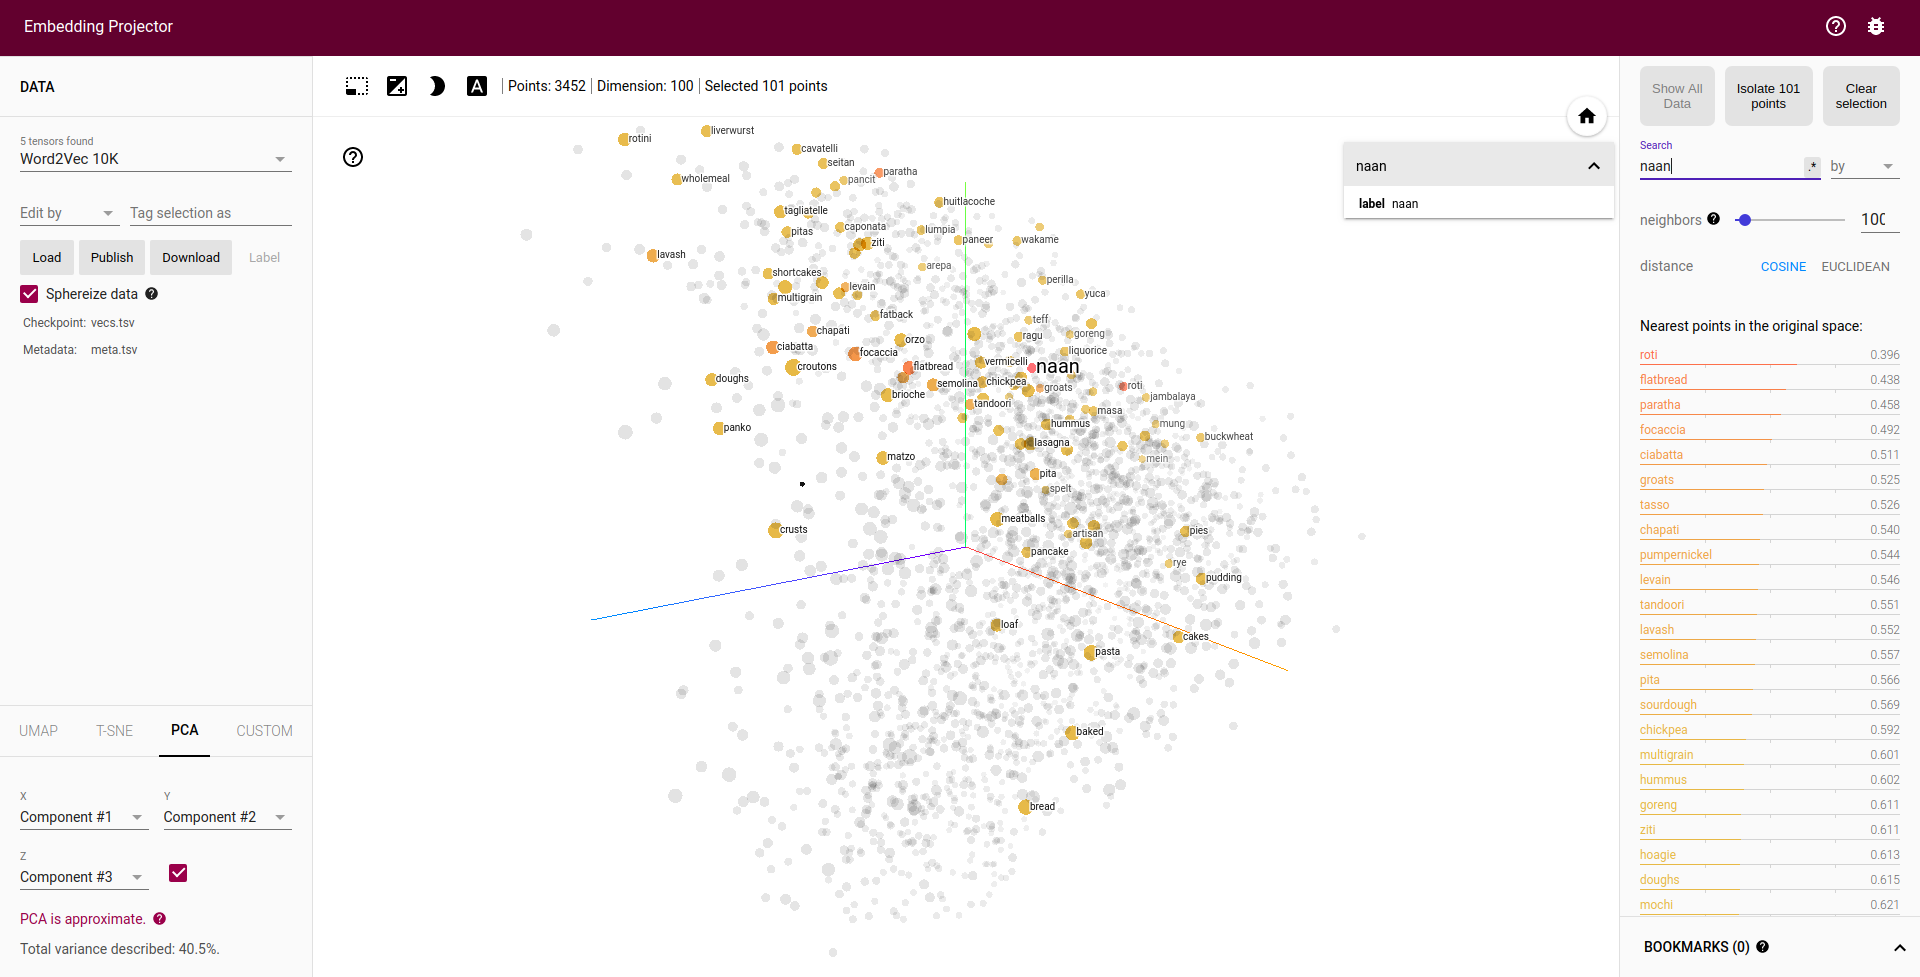 Embedding Projector
DATA
5 tensors found
Word2Vec 10K
Edit by
Tag selection as
Load
Publish
Download
Label
Sphereize data
Checkpoint: vecs.tsv
Metadata: meta.tsv
UMAP
T-SNE
PCA
CUSTOM
X
Component #1
Y
Component #2
Z
Component #3
PCA is approximate.
Total variance described: 40.5%.
A
Points: 3452
Dimension: 100
Selected 101 points
liverwurst
rotini
cavatelli
seitan
paratha
wholemeal
pancit
huitlacoche
tagliatelle
caponata
lumpia
pitas
ziti
paneer
wakame
lavash
arepa
shortcakes
perilla
levain
yuca
multigrain
fatback
teff
chapati
ragu
goreng
orzo
ciabatta
focaccia
liquorice
vermicelli
croutons
flatbread
naan
doughs
semolina
chickpea
roti
groats
brioche
jambalaya
tandoori
masa
panko
hummus
mung
lasagna
buckwheat
matzo
mein
pita
spelt
meatballs
crusts
artisan
pies
pancake
rye
pudding
loaf
cakes
pasta
baked
bread
naan
label naan
Show All Data
Isolate 101 points
Clear selection
Search
naan
.*
by
neighbors
100
distance
COSINE
EUCLIDEAN
Nearest points in the original space:
roti 0.396
flatbread 0.438
paratha 0.458
focaccia 0.492
ciabatta 0.511
groats 0.525
tasso 0.526
chapati 0.540
pumpernickel 0.544
levain 0.546
tandoori 0.551
lavash 0.552
semolina 0.557
pita 0.566
sourdough 0.569
chickpea 0.592
multigrain 0.601
hummus 0.602
goreng 0.611
ziti 0.611
hoagie 0.613
doughs 0.615
mochi 0.621
BOOKMARKS (0)